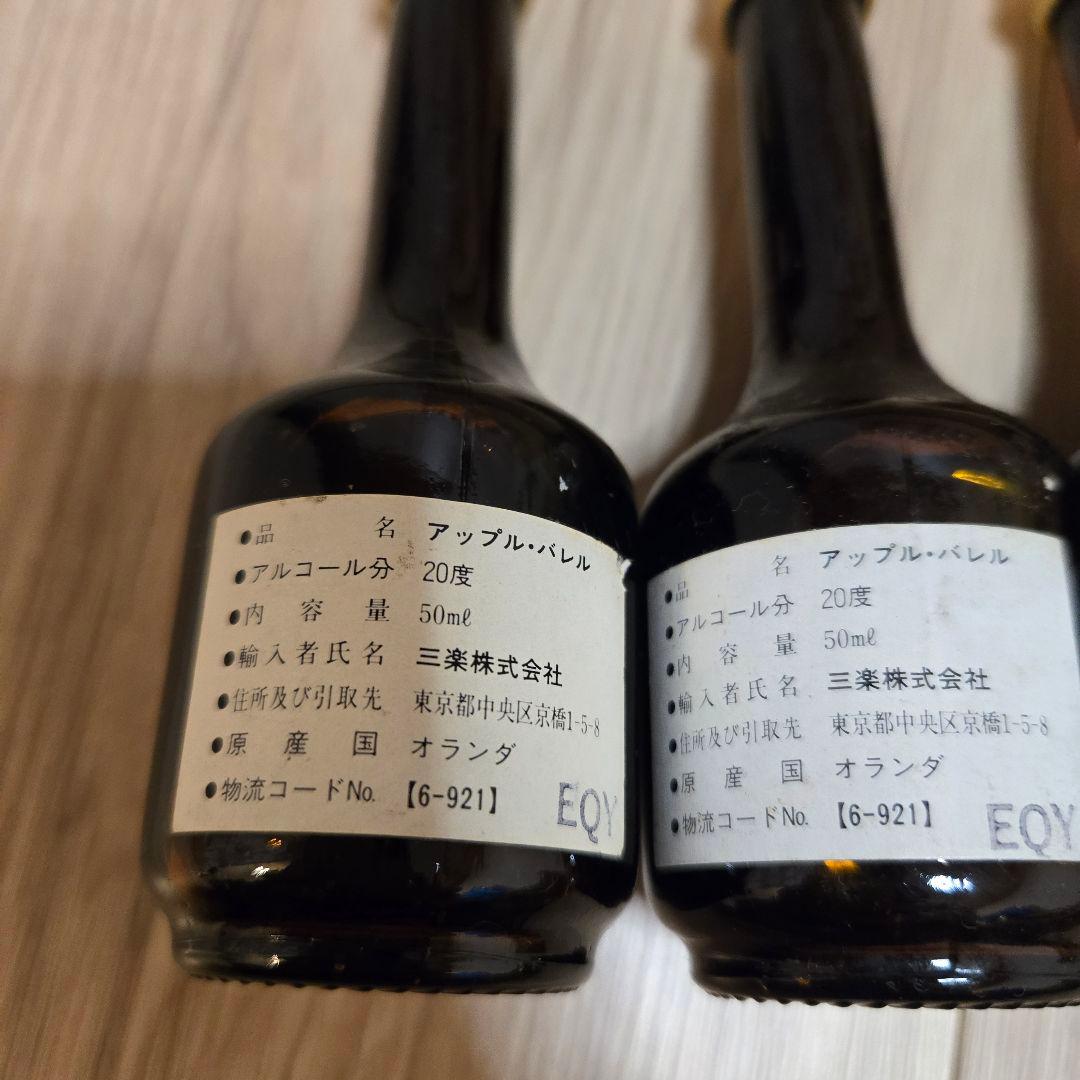 ●品名 アップル・バレル
●アルコール分 20度
●内容量 50mℓ
●輸入者氏名 三楽株式会社
●住所及び引取先 東京都中央区京橋1-5-8
●原産国 オランダ
●物流コードNo. 【6-921】
EQY
●品名 アップル・バレル
●アルコール分 20度
●内容量 50mℓ
●輸入者氏名 三楽株式会社
●住所及び引取先 東京都中央区京橋1-5-8
●原産国 オランダ
●物流コードNo. 【6-921】
EQY